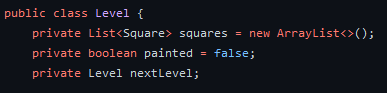 public class Level {
    private List<Square> squares = new ArrayList<>();
    private boolean painted = false;
    private Level nextLevel;